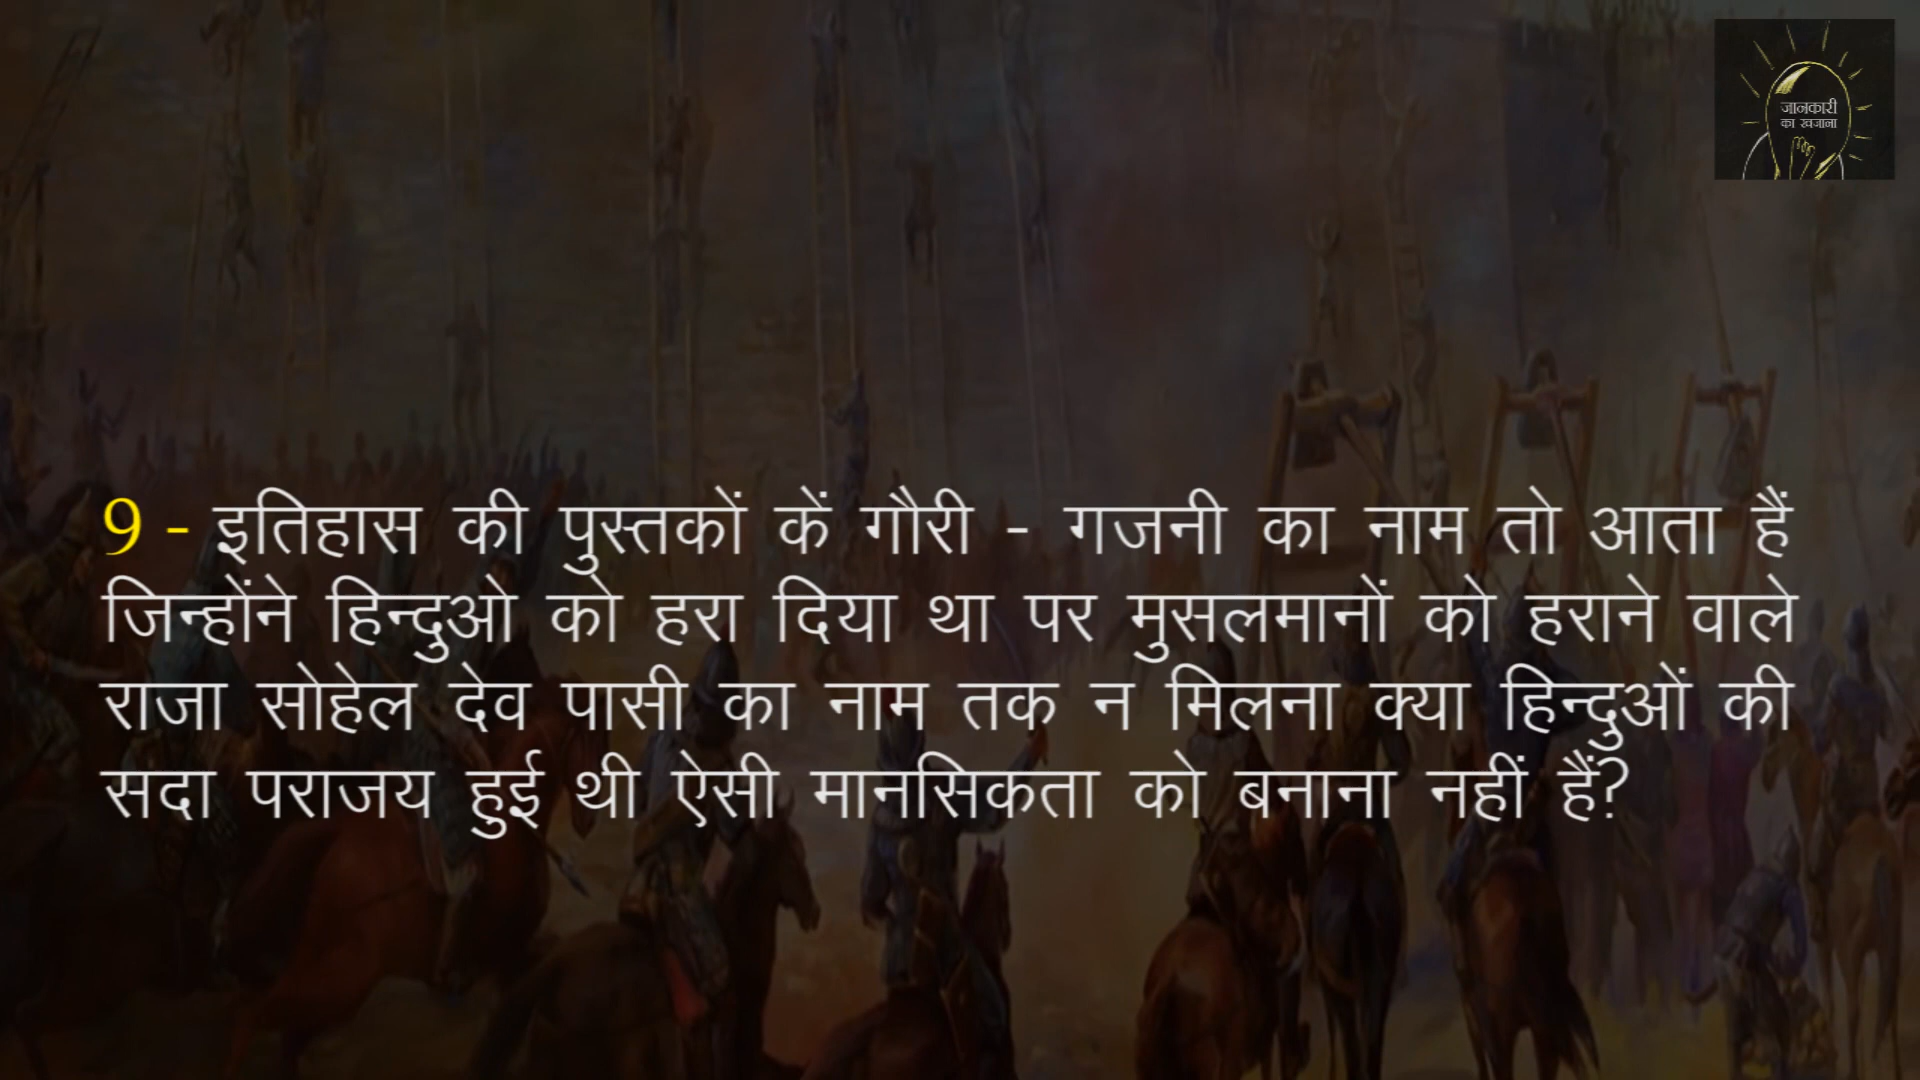 जानकारी
का खजाना
9 - इतिहास की पुस्तकों कें गौरी - गजनी का नाम तो आता हैं
जिन्होंने हिन्दुओ को हरा दिया था पर मुसलमानों को हराने वाले
राजा सोहेल देव पासी का नाम तक न मिलना क्या हिन्दुओं की
सदा पराजय हुई थी ऐसी मानसिकता को बनाना नहीं हैं?